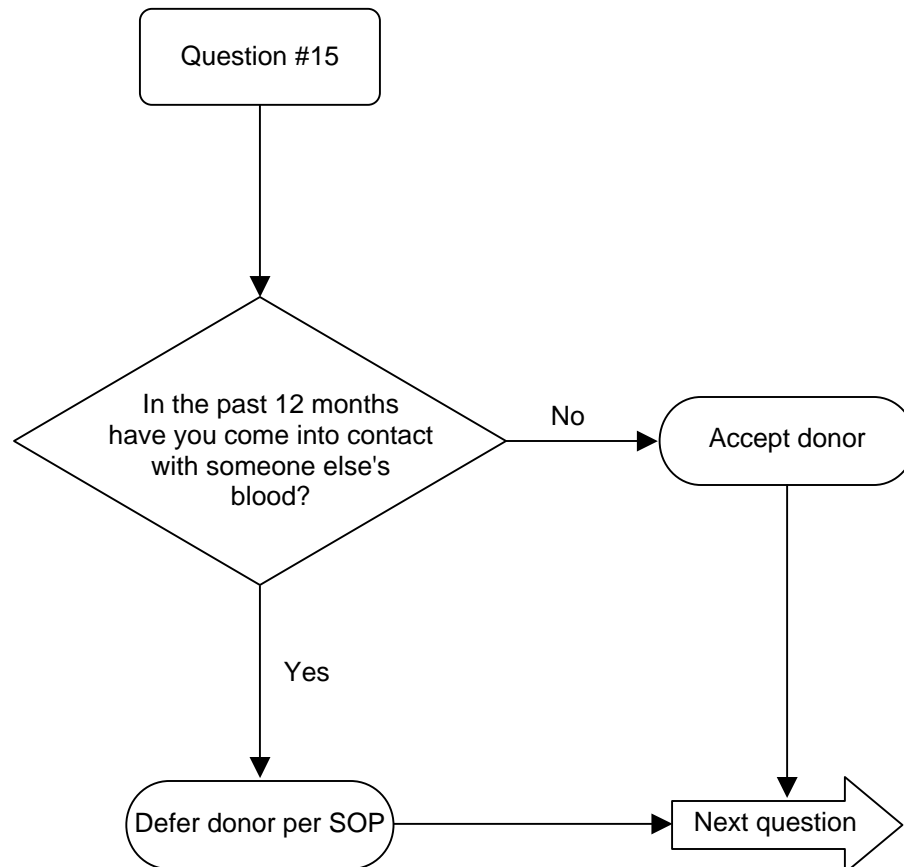 Question #15
In the past 12 months
have you come into contact
with someone else's
blood?
No
Accept donor
Yes
Defer donor per SOP
Next question